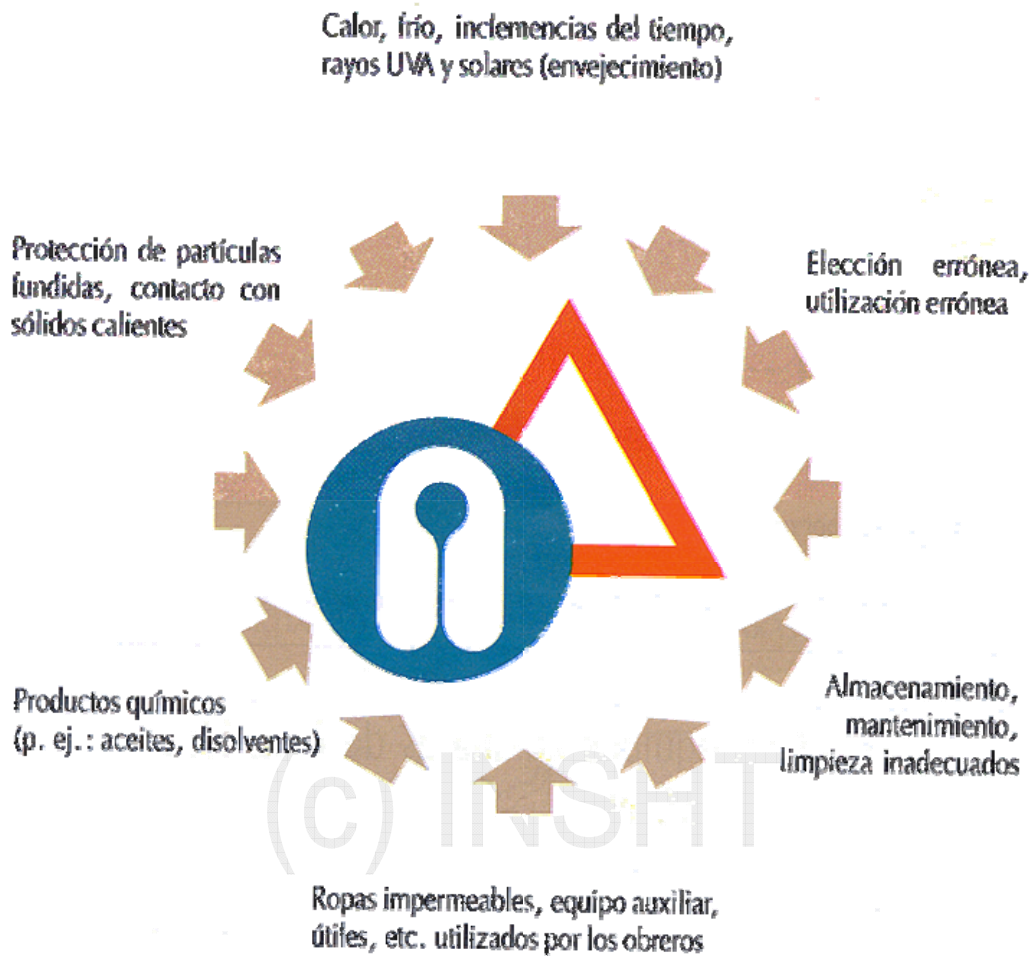 Calor, frío, inclemencias del tiempo,
rayos UVA y solares (envejecimiento)
Protección de partículas
fundidas, contacto con
sólidos calientes
Elección errónea,
utilización errónea
Productos químicos
(p. ej.: aceites, disolventes)
Almacenamiento,
mantenimiento,
limpieza inadecuados
(c) INSHT
Ropas impermeables, equipo auxiliar,
útiles, etc. utilizados por los obreros